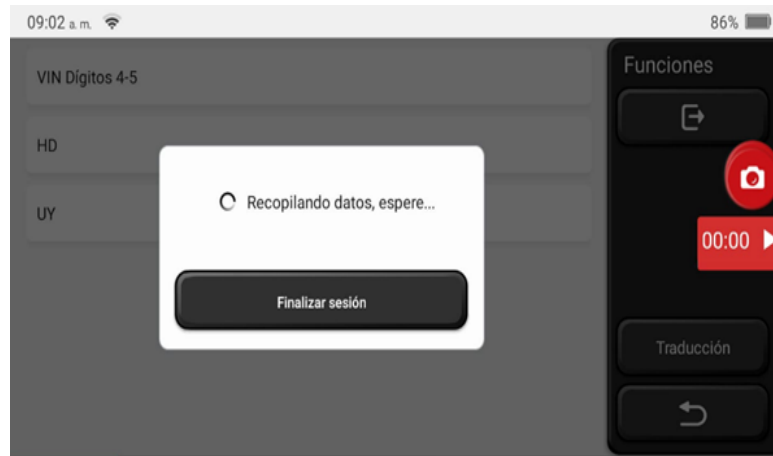 09:02 a. m.
86%
VIN Dígitos 4-5
HD
UY
Recopilando datos, espere...
Finalizar sesión
Funciones
00:00
Traducción